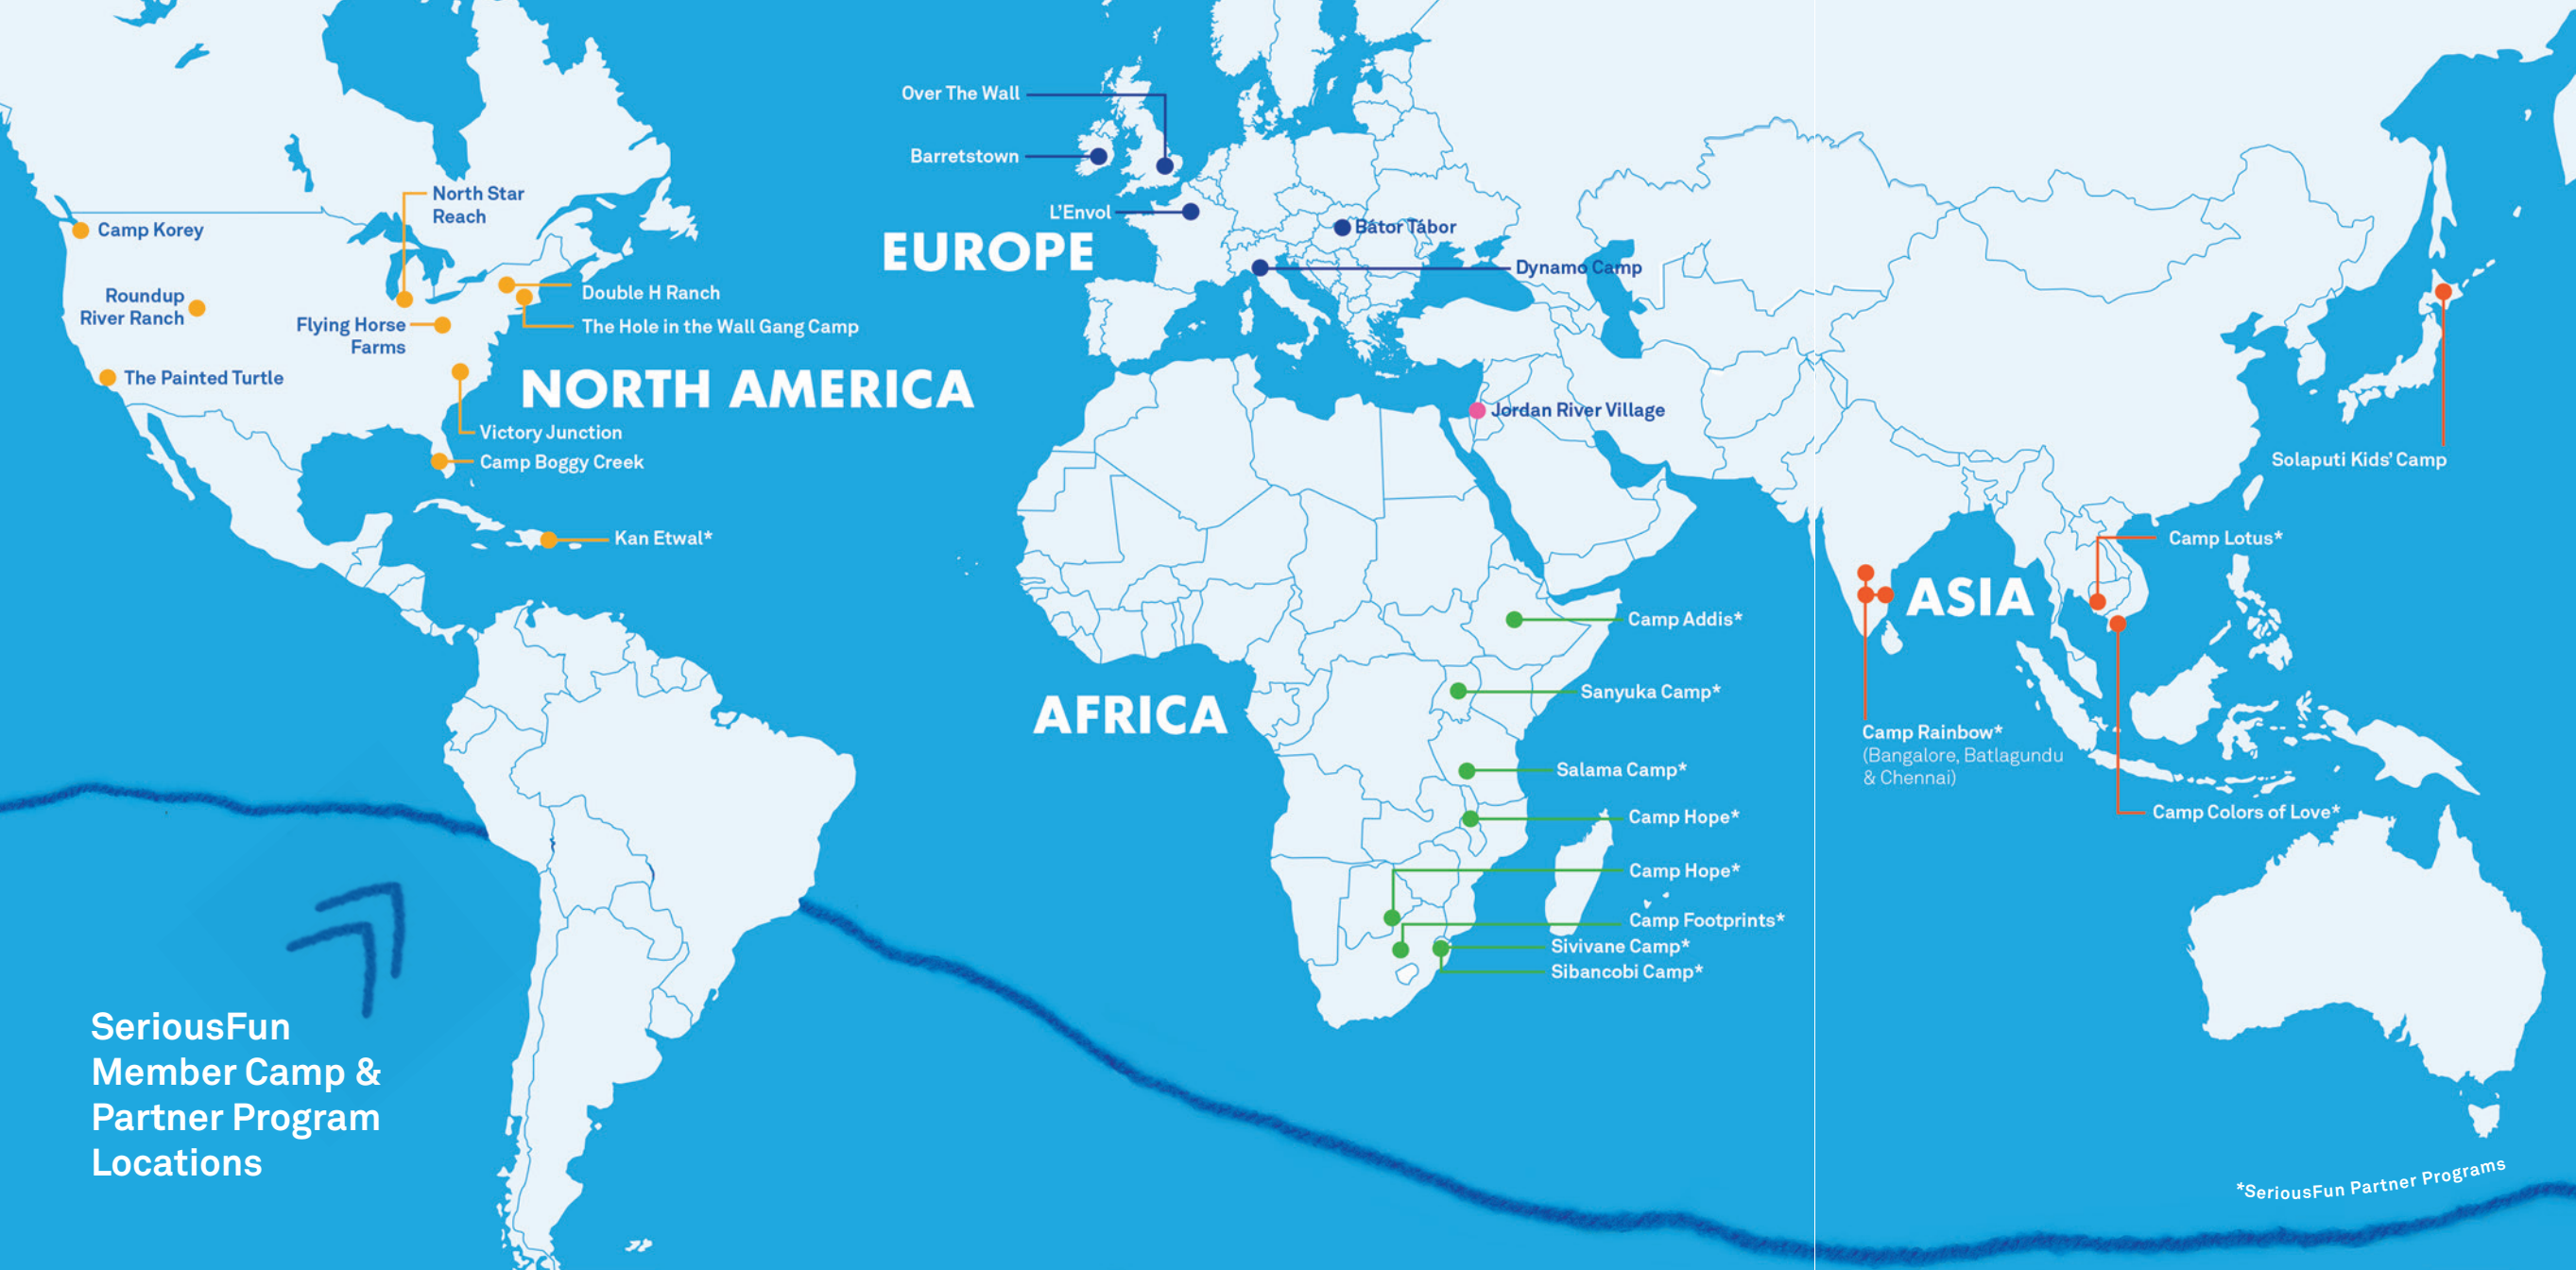 Over The Wall
Barretstown
L'Envol
EUROPE
Bátor Tábor
Dynamo Camp
North Star
Reach
Camp Korey
Roundup
River Ranch
Flying Horse
Farms
Double H Ranch
The Hole in the Wall Gang Camp
The Painted Turtle
NORTH AMERICA
Victory Junction
Camp Boggy Creek
Kan Etwal*
Jordan River Village
Solaputi Kids' Camp
Camp Lotus*
ASIA
Camp Rainbow*
(Bangalore, Batlagundu
& Chennai)
Camp Colors of Love*
AFRICA
Camp Addis*
Sanyuka Camp*
Salama Camp*
Camp Hope*
Camp Hope*
Camp Footprints*
Sivivane Camp*
Sibancobi Camp*
SeriousFun
Member Camp &
Partner Program
Locations
*SeriousFun Partner Programs